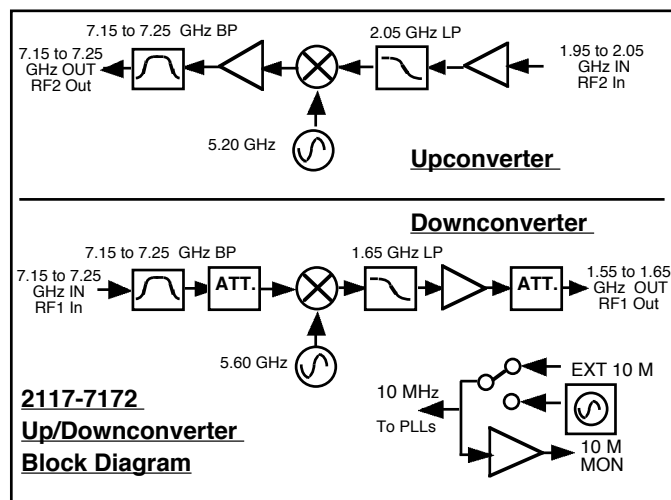 7.15 to 7.25 GHz BP
2.05 GHz LP
7.15 to 7.25
GHz OUT
RF2 Out
1.95 to 2.05
GHz IN
RF2 In
5.20 GHz
Upconverter
Downconverter
7.15 to 7.25 GHz BP
1.65 GHz LP
7.15 to 7.25
GHz IN
RF1 In
ATT.
ATT.
1.55 to 1.65
GHz OUT
RF1 Out
5.60 GHz
EXT 10 M
10 MHz
To PLLs
10 M
MON
2117-7172
Up/Downconverter
Block Diagram